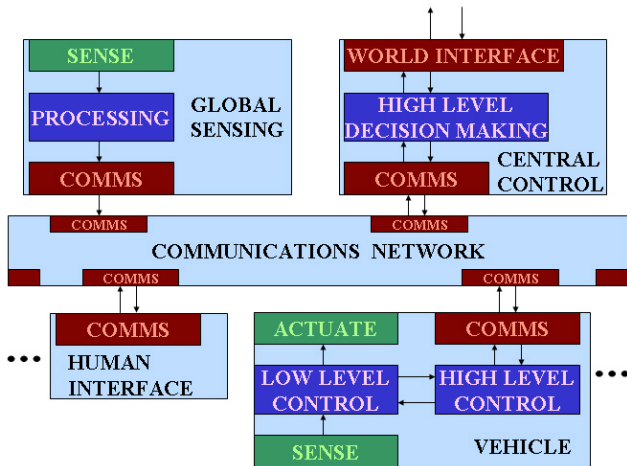 SENSE
PROCESSING
GLOBAL
SENSING
COMMS
WORLD INTERFACE
HIGH LEVEL
DECISION MAKING
COMMS
CENTRAL
CONTROL
COMMS
COMMS
COMMUNICATIONS NETWORK
COMMS
COMMS
COMMS
HUMAN
INTERFACE
ACTUATE
COMMS
LOW LEVEL
CONTROL
HIGH LEVEL
CONTROL
SENSE
VEHICLE